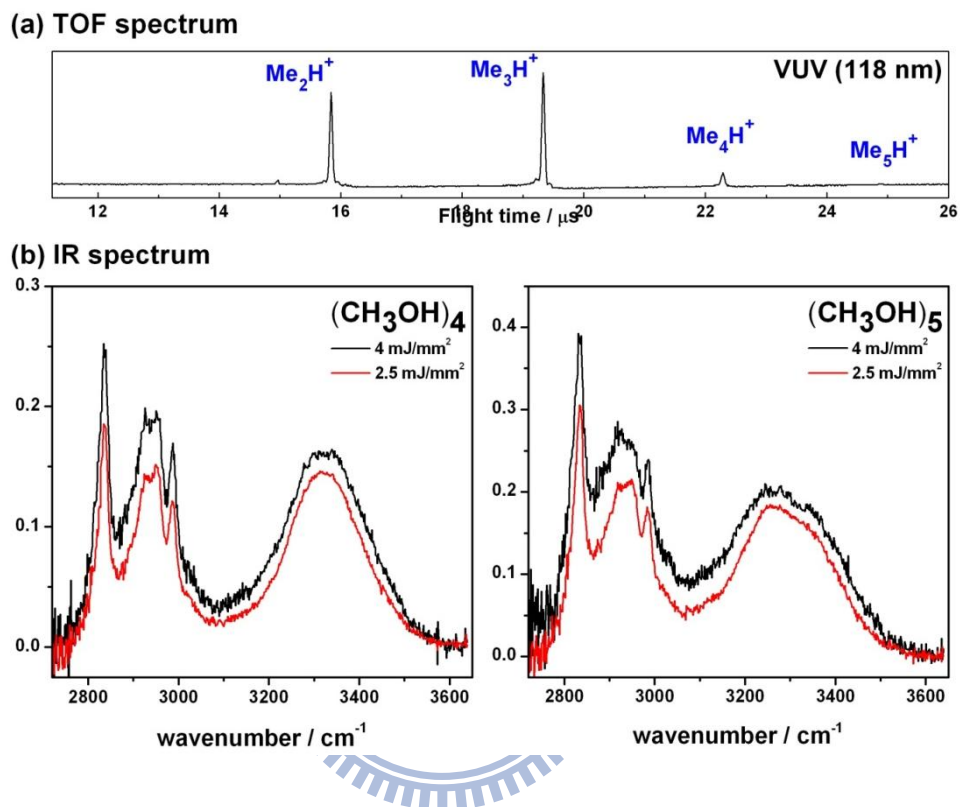 (a) TOF spectrum
VUV (118 nm)
Me₂H⁺
Me₃H⁺
Me₄H⁺
Me₅H⁺
12 14 16 18 20 22 24 26
Flight time / μs
(b) IR spectrum
(CH₃OH)₄
4 mJ/mm²
2.5 mJ/mm²
0.3
0.2
0.1
0.0
2800 3000 3200 3400 3600
wavenumber / cm⁻¹
(CH₃OH)₅
4 mJ/mm²
2.5 mJ/mm²
0.4
0.3
0.2
0.1
0.0
2800 3000 3200 3400 3600
wavenumber / cm⁻¹